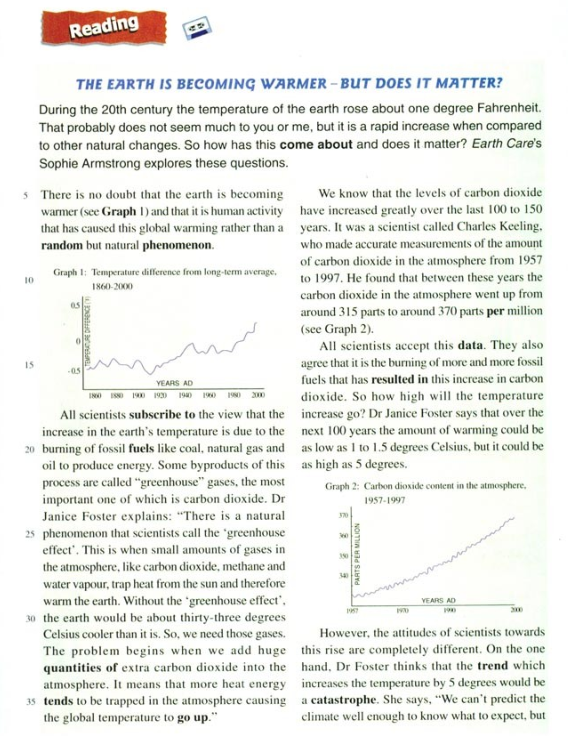 Reading
THE EARTH IS BECOMING WARMER – BUT DOES IT MATTER?
During the 20th century the temperature of the earth rose about one degree Fahrenheit.
That probably does not seem much to you or me, but it is a rapid increase when compared
to other natural changes. So how has this come about and does it matter? Earth Care's
Sophie Armstrong explores these questions.
5 There is no doubt that the earth is becoming
warmer (see Graph 1) and that it is human activity
that has caused this global warming rather than a
random but natural phenomenon.
Graph 1: Temperature difference from long-term average,
10
1860-2000
0.5
0
-0.5
TEMPERATURE DIFFERENCE
15
YEARS AD
1860 1880 1900 1920 1940 1960 1980 2000
All scientists subscribe to the view that the
increase in the earth's temperature is due to the
20 burning of fossil fuels like coal, natural gas and
oil to produce energy. Some byproducts of this
process are called "greenhouse" gases, the most
important one of which is carbon dioxide. Dr
Janice Foster explains: "There is a natural
25 phenomenon that scientists call the 'greenhouse
effect'. This is when small amounts of gases in
the atmosphere, like carbon dioxide, methane and
water vapour, trap heat from the sun and therefore
warm the earth. Without the 'greenhouse effect',
30 the earth would be about thirty-three degrees
Celsius cooler than it is. So, we need those gases.
The problem begins when we add huge
quantities of extra carbon dioxide into the
atmosphere. It means that more heat energy
35 tends to be trapped in the atmosphere causing
the global temperature to go up."
We know that the levels of carbon dioxide
have increased greatly over the last 100 to 150
years. It was a scientist called Charles Keeling,
who made accurate measurements of the amount
of carbon dioxide in the atmosphere from 1957
to 1997. He found that between these years the
carbon dioxide in the atmosphere went up from
around 315 parts to around 370 parts per million
(see Graph 2).
All scientists accept this data. They also
agree that it is the burning of more and more fossil
fuels that has resulted in this increase in carbon
dioxide. So how high will the temperature
increase go? Dr Janice Foster says that over the
next 100 years the amount of warming could be
as low as 1 to 1.5 degrees Celsius, but it could be
as high as 5 degrees.
Graph 2: Carbon dioxide content in the atmosphere,
1957-1997
370
360
350
340
PARTS PER MILLION
YEARS AD
1957 1970 1990 2000
However, the attitudes of scientists towards
this rise are completely different. On the one
hand, Dr Foster thinks that the trend which
increases the temperature by 5 degrees would be
a catastrophe. She says, "We can't predict the
climate well enough to know what to expect, but